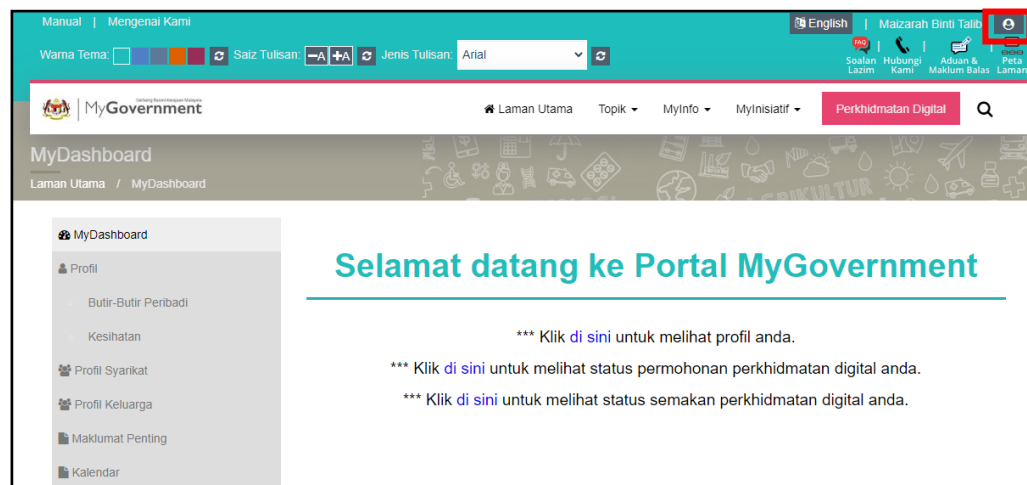 Manual | Mengenai Kami
English | Maizarah Binti Talib
Warna Tema: Saiz Tulisan: -A +A Jenis Tulisan: Arial
FAQ
Soalan Lazim | Hubungi Kami | Aduan & Maklum Balas | Peta Laman
MyGovernment
Laman Utama Topik MyInfo MyInisiatif Perkhidmatan Digital
MyDashboard
Laman Utama / MyDashboard
MyDashboard
Profil
Butir-Butir Peribadi
Kesihatan
Profil Syarikat
Profil Keluarga
Maklumat Penting
Kalendar
Selamat datang ke Portal MyGovernment
*** Klik di sini untuk melihat profil anda.
*** Klik di sini untuk melihat status permohonan perkhidmatan digital anda.
*** Klik di sini untuk melihat status semakan perkhidmatan digital anda.